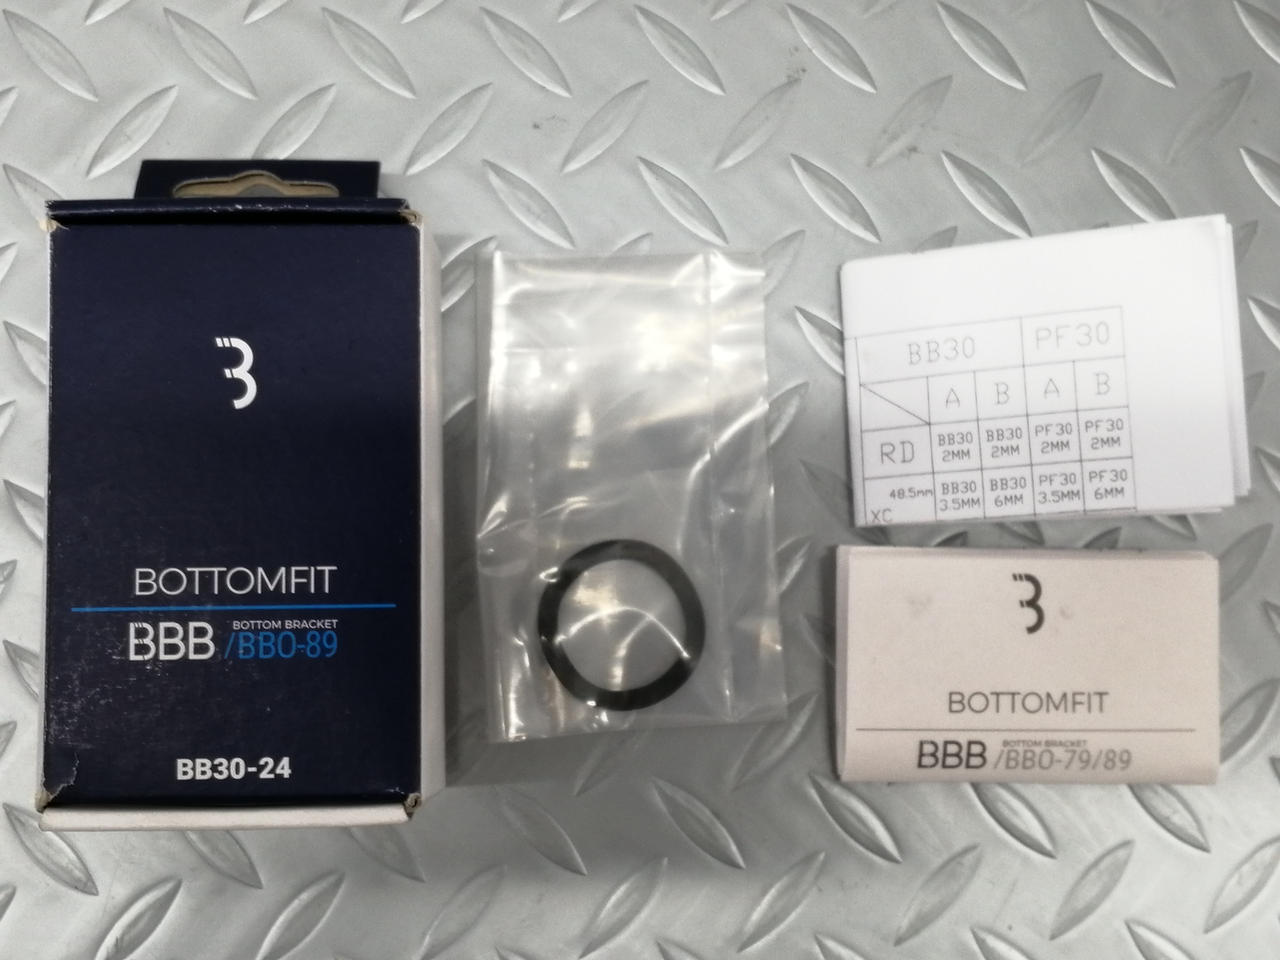 BOTTOMFIT
BBB BOTTOM BRACKET /BBO-89
BB30-24
BB30 PF30
A B A B
RD BB30 2MM BB30 2MM PF30 2MM PF30 2MM
48.5mm XC BB30 3.5MM BB30 6MM PF30 3.5MM PF30 6MM
BOTTOMFIT
BBB BOTTOM BRACKET /BBO-79/89